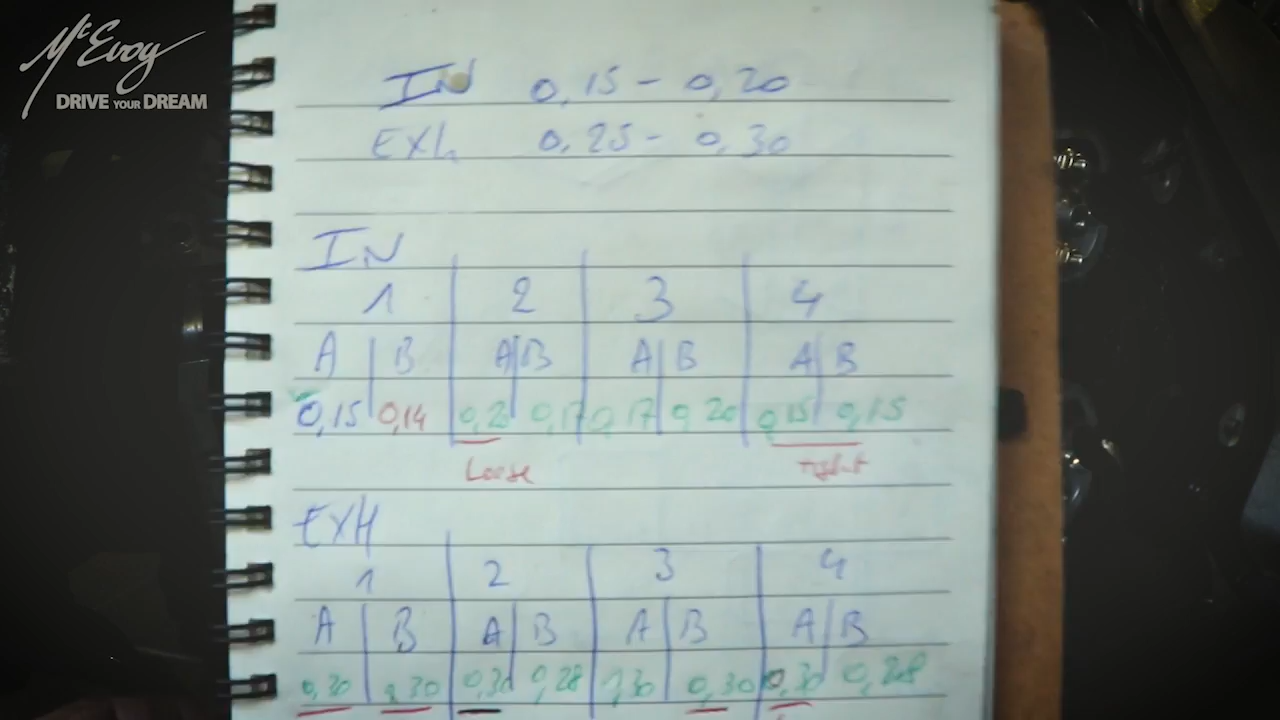 McEvoy
DRIVE YOUR DREAM
IN 0,15 - 0,20
EXH 0,25 - 0,30
IN
1 2 3 4
A B A B A B A B
0,15 0,14 0,20 0,17 0,17 0,20 0,15 0,15
Loose tight
EXH
1 2 3 4
A B A B A B A B
0,30 0,30 0,30 0,28 0,30 0,30 0,30 0,28